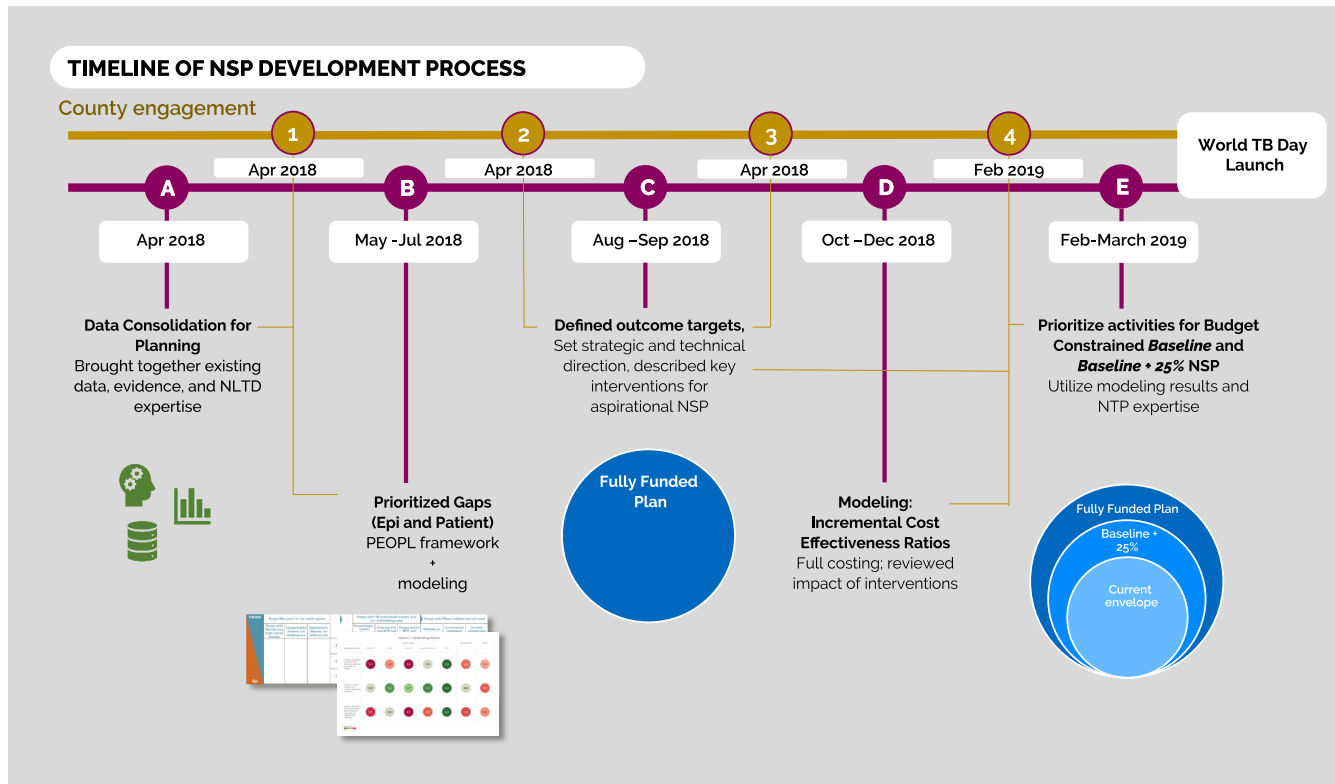 TIMELINE OF NSP DEVELOPMENT PROCESS
County engagement
1
2
3
4
World TB Day
Launch
Apr 2018
Apr 2018
Apr 2018
Feb 2019
A
B
C
D
E
Apr 2018
May -Jul 2018
Aug –Sep 2018
Oct –Dec 2018
Feb-March 2019
Data Consolidation for
Planning
Brought together existing
data, evidence, and NLTD
expertise
Defined outcome targets,
Set strategic and technical
direction, described key
interventions for
aspirational NSP
Prioritize activities for Budget
Constrained Baseline and
Baseline + 25% NSP
Utilize modeling results and
NTP expertise
Prioritized Gaps
(Epi and Patient)
PEOPL framework
+
modeling
Fully Funded
Plan
Modeling:
Incremental Cost
Effectiveness Ratios
Full costing; reviewed
impact of interventions
Fully Funded Plan
Baseline +
25%
Current
envelope
Patient
Epi